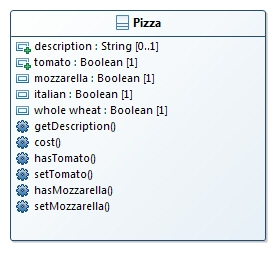 Pizza
description : String [0..1]
tomato : Boolean [1]
mozzarella : Boolean [1]
italian : Boolean [1]
whole wheat : Boolean [1]
getDescription()
cost()
hasTomato()
setTomato()
hasMozzarella()
setMozzarella()